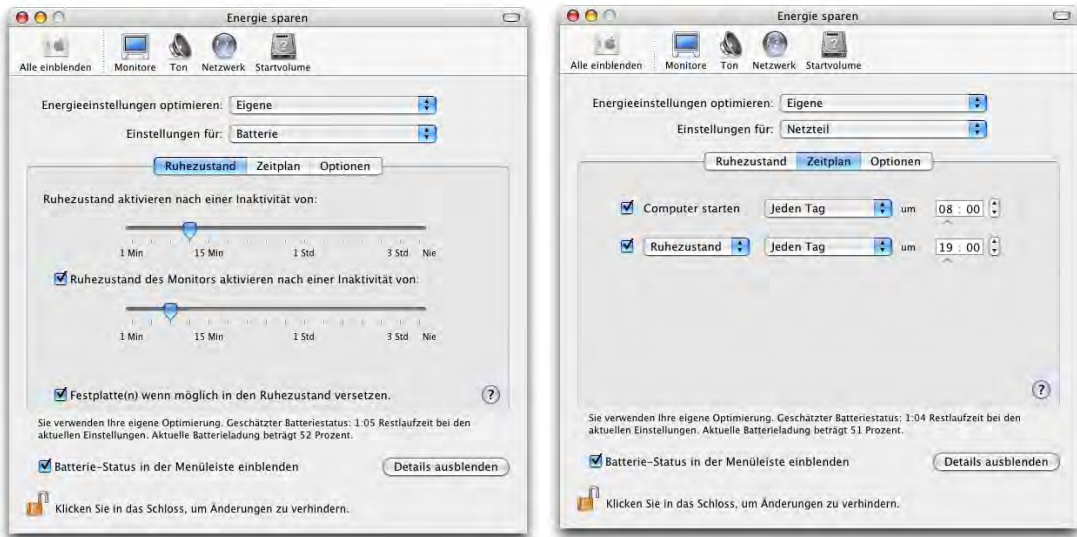 Energie sparen
Alle einblenden Monitore Ton Netzwerk Startvolume
Energieeinstellungen optimieren: Eigene
Einstellungen für: Batterie
Ruhezustand Zeitplan Optionen
Ruhezustand aktivieren nach einer Inaktivität von:
1 Min 15 Min 1 Std 3 Std Nie
Ruhezustand des Monitors aktivieren nach einer Inaktivität von:
1 Min 15 Min 1 Std 3 Std Nie
Festplatte(n) wenn möglich in den Ruhezustand versetzen. ?
Sie verwenden Ihre eigene Optimierung. Geschätzter Batteriestatus: 1:05 Restlaufzeit bei den
aktuellen Einstellungen. Aktuelle Batterieladung beträgt 52 Prozent.
Batterie-Status in der Menüleiste einblenden Details ausblenden
Klicken Sie in das Schloss, um Änderungen zu verhindern.
Energie sparen
Alle einblenden Monitore Ton Netzwerk Startvolume
Energieeinstellungen optimieren: Eigene
Einstellungen für: Netzteil
Ruhezustand Zeitplan Optionen
Computer starten Jeden Tag um 08 : 00
Ruhezustand Jeden Tag um 19 : 00
?
Sie verwenden Ihre eigene Optimierung. Geschätzter Batteriestatus: 1:04 Restlaufzeit bei den
aktuellen Einstellungen. Aktuelle Batterieladung beträgt 51 Prozent.
Batterie-Status in der Menüleiste einblenden Details ausblenden
Klicken Sie in das Schloss, um Änderungen zu verhindern.